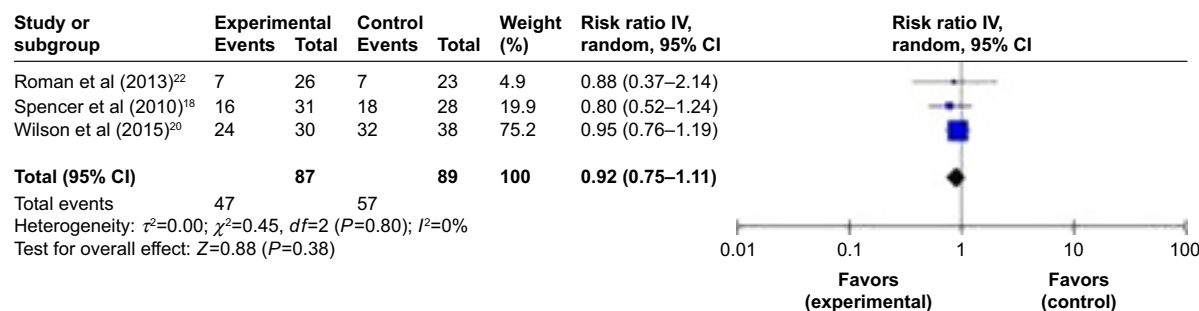 Study or Experimental Control Weight Risk ratio IV, Risk ratio IV,
subgroup Events Total Events Total (%) random, 95% CI random, 95% CI
Roman et al (2013)²² 7 26 7 23 4.9 0.88 (0.37–2.14)
Spencer et al (2010)¹⁸ 16 31 18 28 19.9 0.80 (0.52–1.24)
Wilson et al (2015)²⁰ 24 30 32 38 75.2 0.95 (0.76–1.19)
Total (95% CI) 87 89 100 0.92 (0.75–1.11)
Total events 47 57
Heterogeneity: τ²=0.00; χ²=0.45, df=2 (P=0.80); I²=0%
Test for overall effect: Z=0.88 (P=0.38)
0.01 0.1 1 10 100
Favors Favors
(experimental) (control)